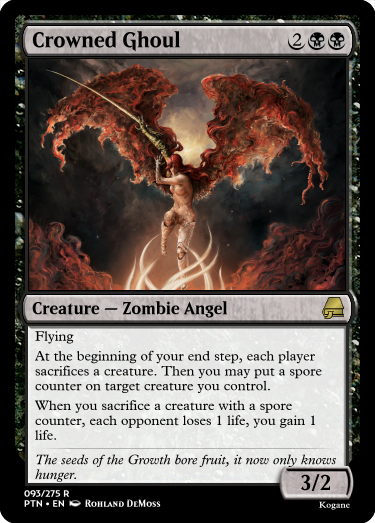 Crowned Ghoul 2
Creature — Zombie Angel
Flying
At the beginning of your end step, each player
sacrifices a creature. Then you may put a spore
counter on target creature you control.
When you sacrifice a creature with a spore
counter, each opponent loses 1 life, you gain 1
life.
The seeds of the Growth bore fruit, it now only knows
hunger.
3/2
093/275 R
PTN • EN Rohland DeMoss
Kogane